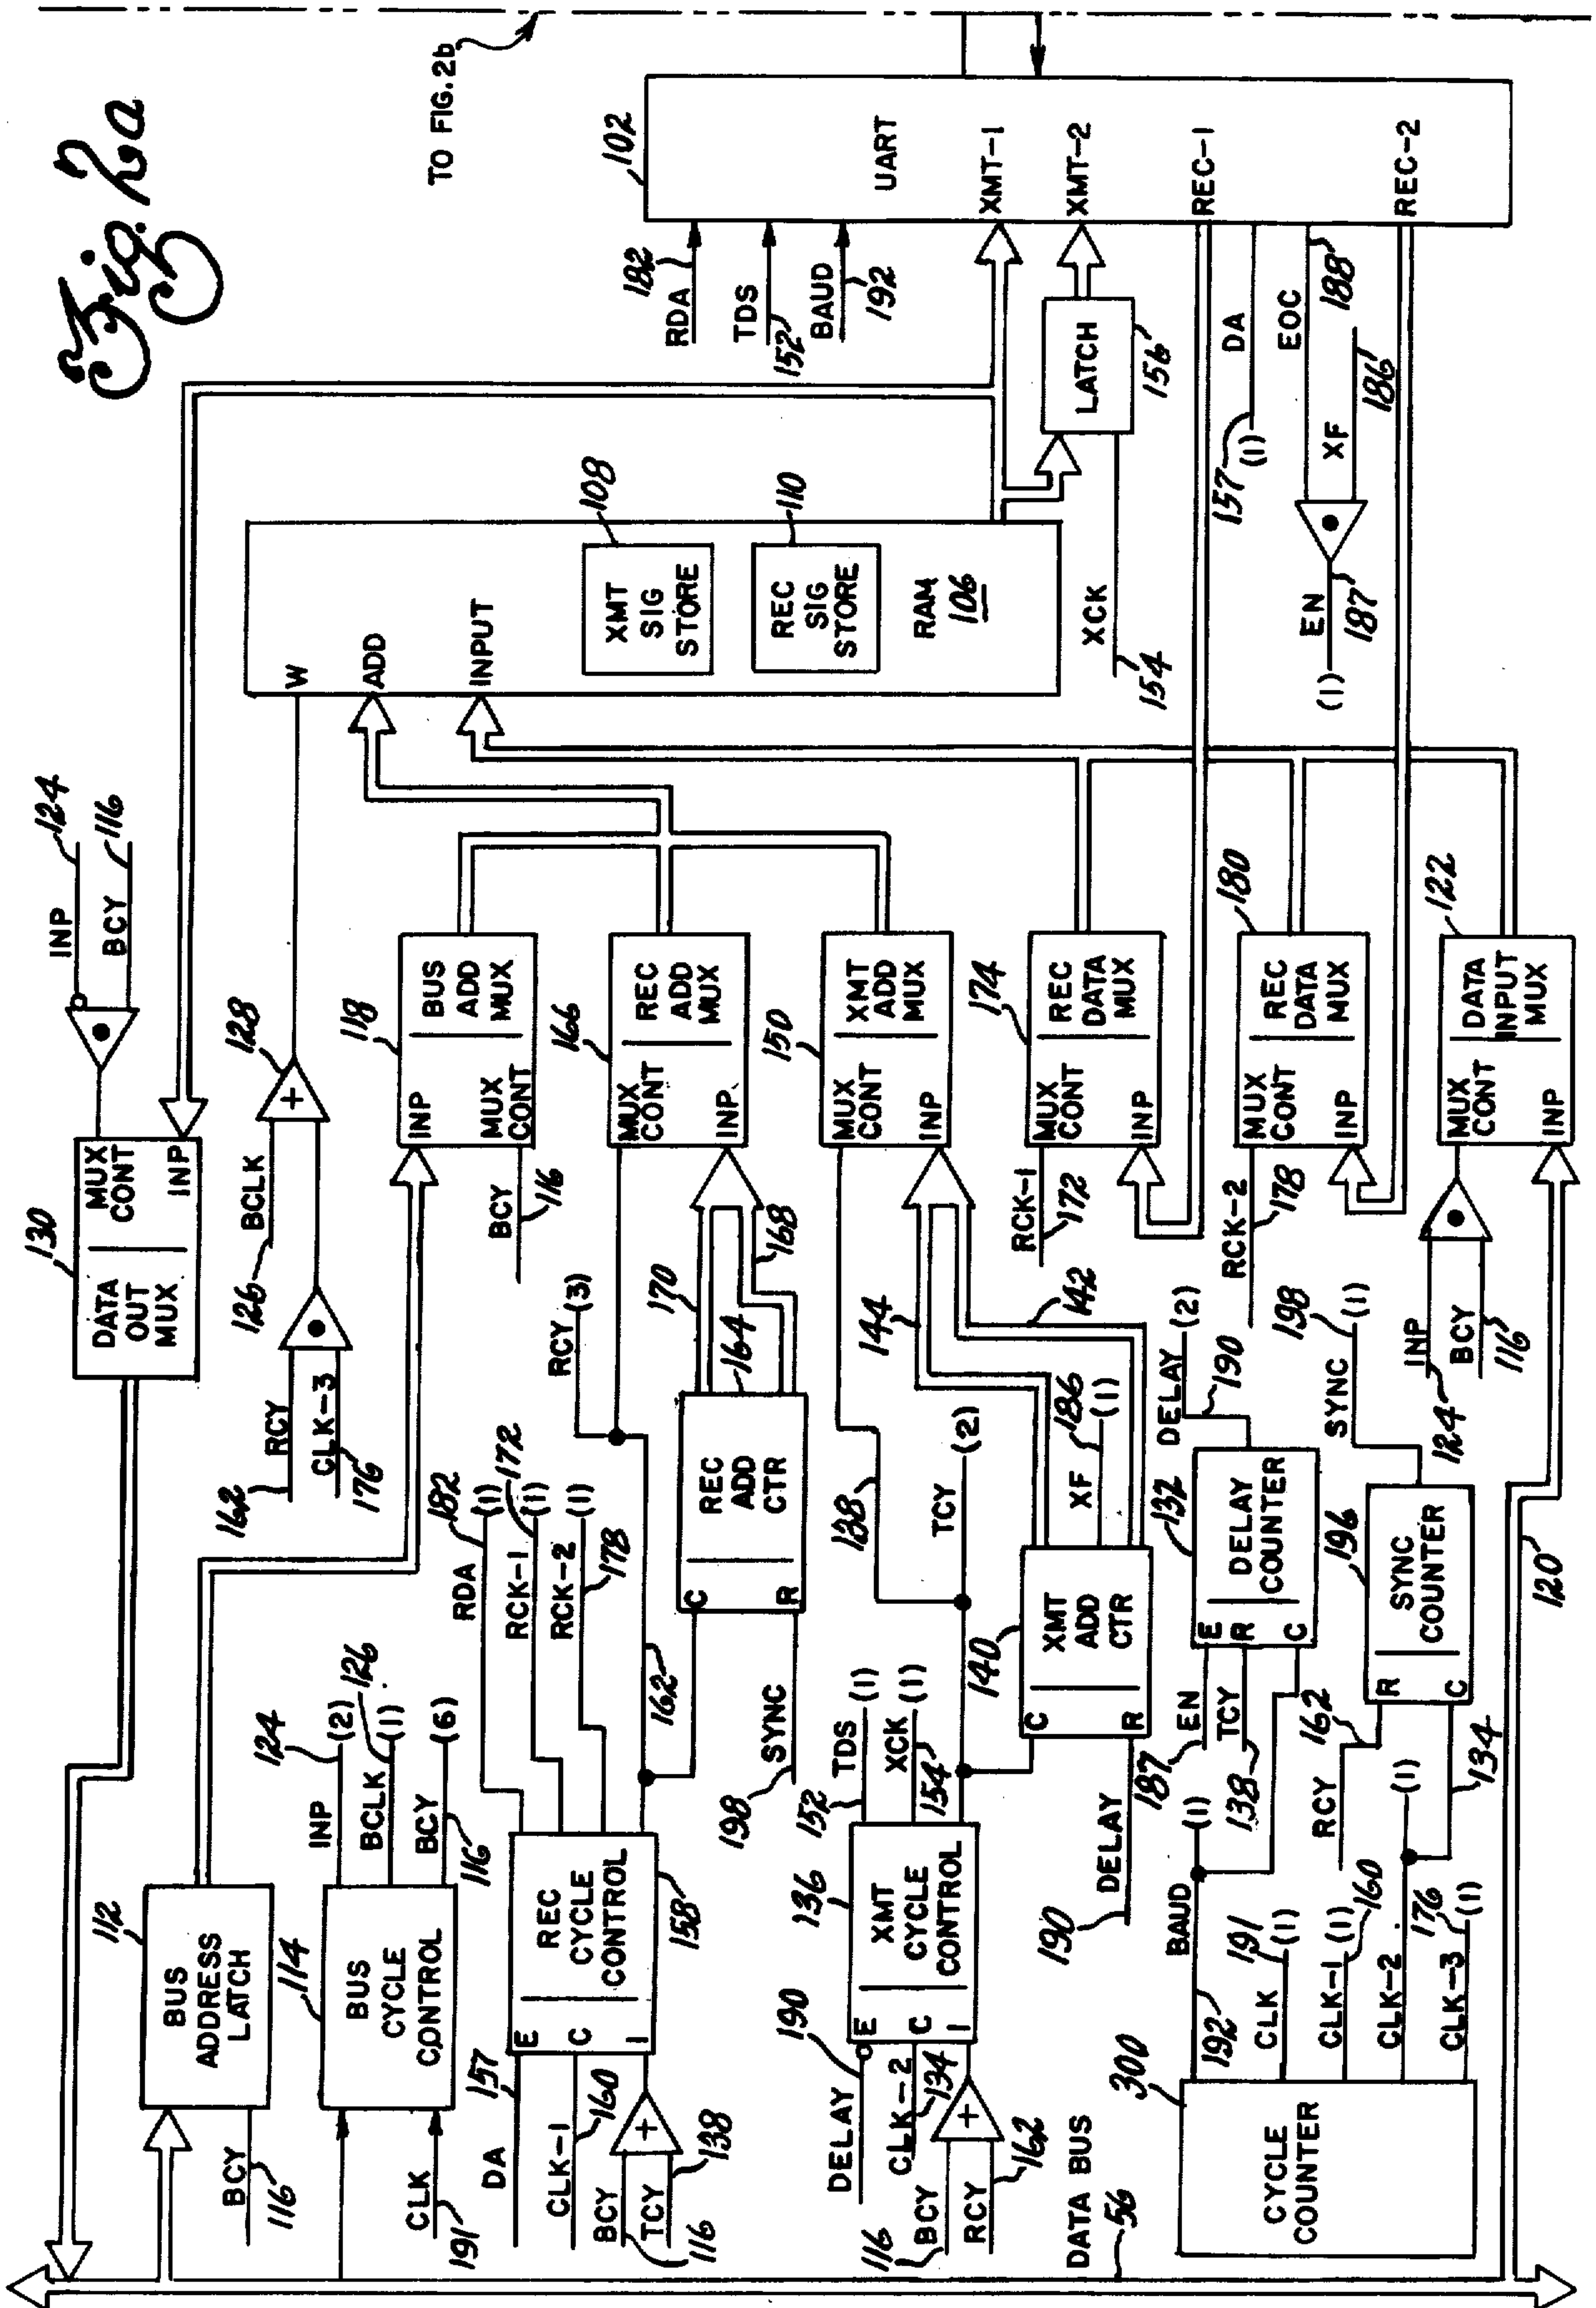 Fig. 2a
TO FIG. 2b
130
DATA OUT MUX
MUX CONT
INP
INP
124
BCY
116
126
BCLK
128
+
162
RCY
CLK-3
176
W
ADD
INPUT
XMT SIG STORE
108
REC SIG STORE
110
RAM
106
102
UART
RDA
182
TDS
152
BAUD
192
XMT-1
XMT-2
REC-1
REC-2
LATCH
156
XCK
154
DA
157
(1)
EOC
188
XF
186
EN
187
(1)
112
BUS ADDRESS LATCH
BCY
116
114
BUS CYCLE CONTROL
CLK
191
INP
124
(2)
BCLK
126
(1)
BCY
116
(6)
118
BUS ADD MUX
INP
MUX CONT
BCY
116
REC CYCLE CONTROL
158
E
C
I
DA
157
CLK-1
160
BCY
116
TCY
138
+
RDA
182
(1)
RCK-1
172
(1)
RCK-2
178
(1)
162
RCY
(3)
REC ADD CTR
164
C
R
SYNC
198
170
168
166
REC ADD MUX
MUX CONT
INP
136
XMT CYCLE CONTROL
E
C
I
DELAY
190
CLK-2
134
BCY
116
RCY
162
+
TDS
152
(1)
XCK
154
(1)
138
TCY
(2)
140
XMT ADD CTR
C
R
DELAY
190
XF
186
(1)
144
142
150
XMT ADD MUX
MUX CONT
INP
174
REC DATA MUX
MUX CONT
INP
RCK-1
172
180
REC DATA MUX
MUX CONT
INP
RCK-2
178
122
DATA INPUT MUX
MUX CONT
INP
INP
124
BCY
116
132
DELAY COUNTER
E
R
C
EN
187
TCY
138
DELAY
190
(2)
196
SYNC COUNTER
R
C
RCY
162
134
SYNC
198
(1)
300
CYCLE COUNTER
BAUD
192
(1)
CLK
191
(1)
CLK-1
160
(1)
CLK-2
(1)
CLK-3
176
(1)
DATA BUS
56
120